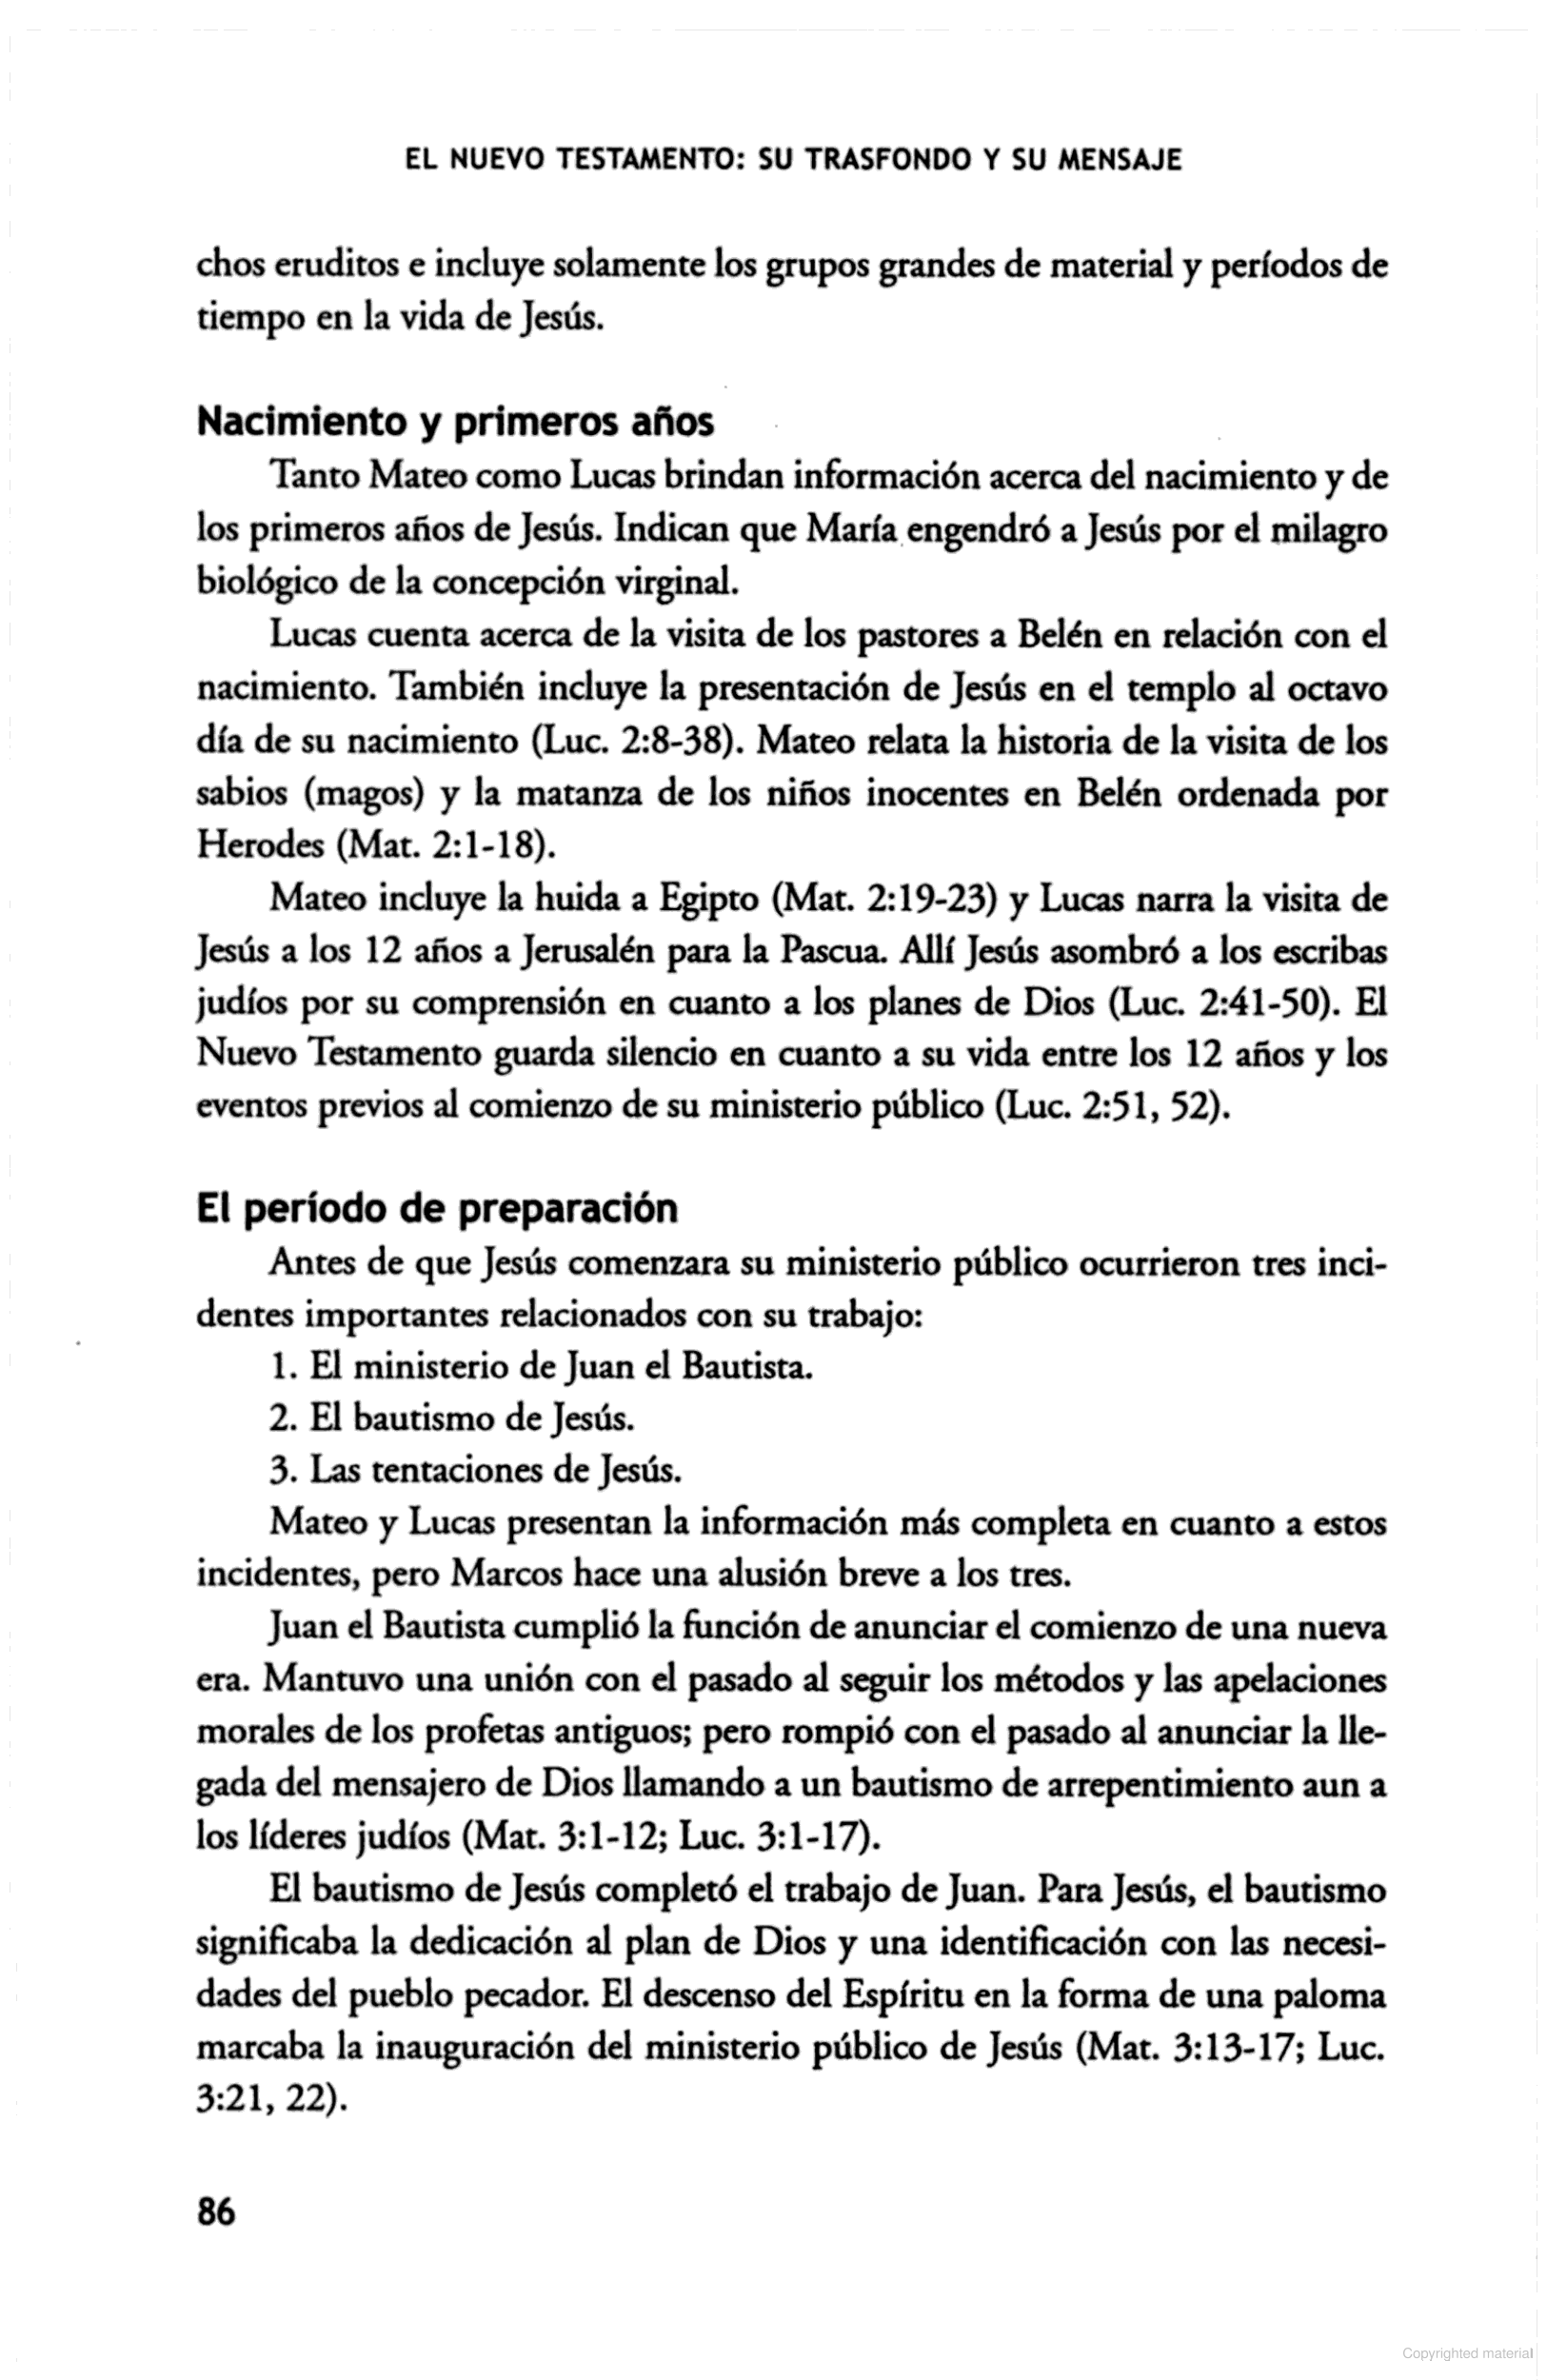 EL NUEVO TESTAMENTO: SU TRASFONDO Y SU MENSAJE
chos eruditos e incluye solamente los grupos grandes de material y períodos de
tiempo en la vida de Jesús.
Nacimiento y primeros años
Tanto Mateo como Lucas brindan información acerca del nacimiento y de
los primeros años de Jesús. Indican que María engendró a Jesús por el milagro
biológico de la concepción virginal.
Lucas cuenta acerca de la visita de los pastores a Belén en relación con el
nacimiento. También incluye la presentación de Jesús en el templo al octavo
día de su nacimiento (Luc. 2:8-38). Mateo relata la historia de la visita de los
sabios (magos) y la matanza de los niños inocentes en Belén ordenada por
Herodes (Mat. 2:1-18).
Mateo incluye la huida a Egipto (Mat. 2:19-23) y Lucas narra la visita de
Jesús a los 12 años a Jerusalén para la Pascua. Allí Jesús asombró a los escribas
judíos por su comprensión en cuanto a los planes de Dios (Luc. 2:41-50). El
Nuevo Testamento guarda silencio en cuanto a su vida entre los 12 años y los
eventos previos al comienzo de su ministerio público (Luc. 2:51, 52).
El período de preparación
Antes de que Jesús comenzara su ministerio público ocurrieron tres inci-
dentes importantes relacionados con su trabajo:
1. El ministerio de Juan el Bautista.
2. El bautismo de Jesús.
3. Las tentaciones de Jesús.
Mateo y Lucas presentan la información más completa en cuanto a estos
incidentes, pero Marcos hace una alusión breve a los tres.
Juan el Bautista cumplió la función de anunciar el comienzo de una nueva
era. Mantuvo una unión con el pasado al seguir los métodos y las apelaciones
morales de los profetas antiguos; pero rompió con el pasado al anunciar la lle-
gada del mensajero de Dios llamando a un bautismo de arrepentimiento aun a
los líderes judíos (Mat. 3:1-12; Luc. 3:1-17).
El bautismo de Jesús completó el trabajo de Juan. Para Jesús, el bautismo
significaba la dedicación al plan de Dios y una identificación con las necesi-
dades del pueblo pecador. El descenso del Espíritu en la forma de una paloma
marcaba la inauguración del ministerio público de Jesús (Mat. 3:13-17; Luc.
3:21, 22).
86
Copyrighted material